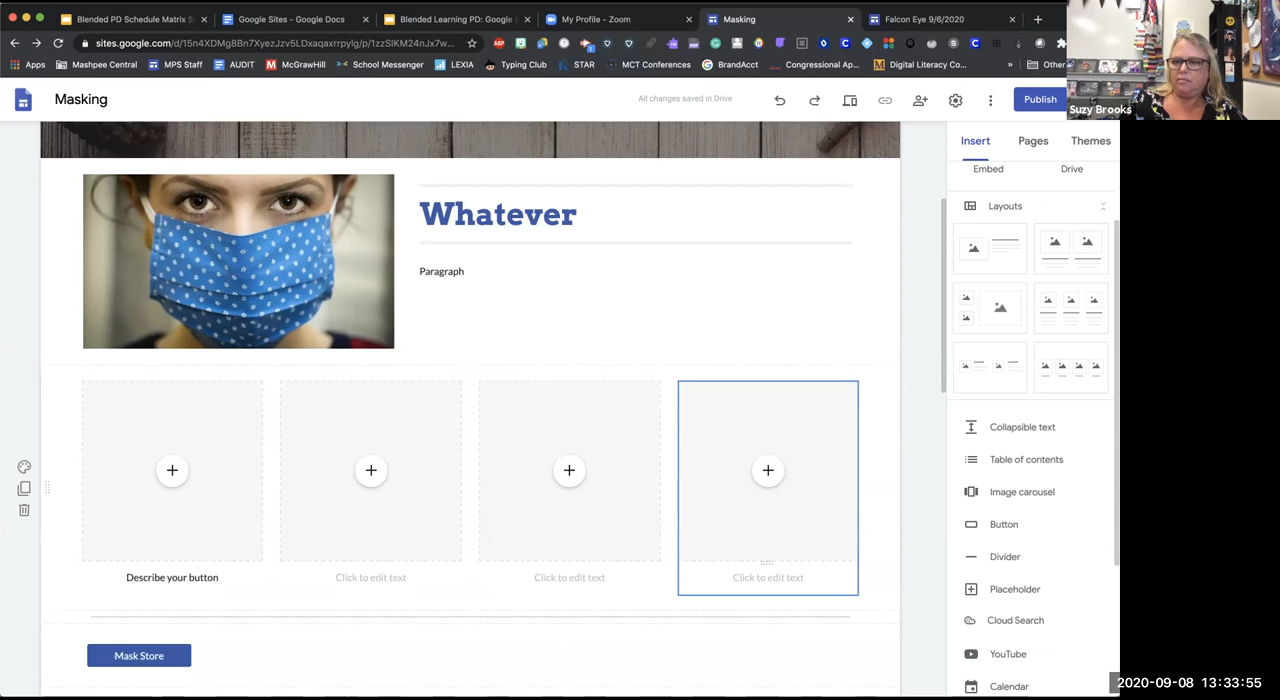 Blended PD Schedule Matrix S
Google Sites - Google Docs
Blended Learning PD: Google S
My Profile - Zoom
Masking
Falcon Eye 9/6/2020
sites.google.com/d/15n4XDMg8Bn7XyezJzv5LDxaqaxrrpylg/p/1zzSIKM24nJx7w...
Apps
Mashpee Central
MPS Staff
AUDIT
McGrawHill
School Messenger
LEXIA
Typing Club
STAR
MCT Conferences
BrandAcct
Congressional Ap...
Digital Literacy Co...
»
Other
Masking
All changes saved in Drive
Publish
Suzy Brooks
Insert
Pages
Themes
Embed
Drive
Layouts
Whatever
Paragraph
Describe your button
Click to edit text
Click to edit text
Click to edit text
Mask Store
Collapsible text
Table of contents
Image carousel
Button
Divider
Placeholder
Cloud Search
YouTube
Calendar
2020-09-08 13:33:55